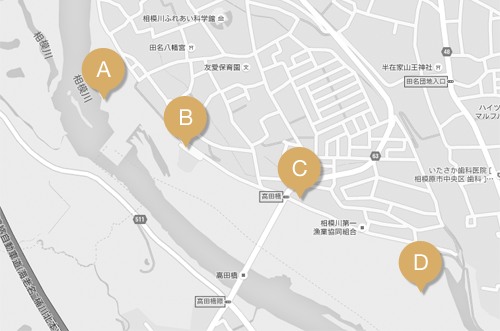 相模川ふれあい科学館
相模川
田名八幡宮
48
A
友愛保育園
半在家山王神社
田名団地入口
相模川
B
ハイツ
マルフ
63
C
いたさか歯科医院
相模原市中央区 歯科
高田橋
511
相模川第一
漁業協同組合
D
高田橋
高田橋際